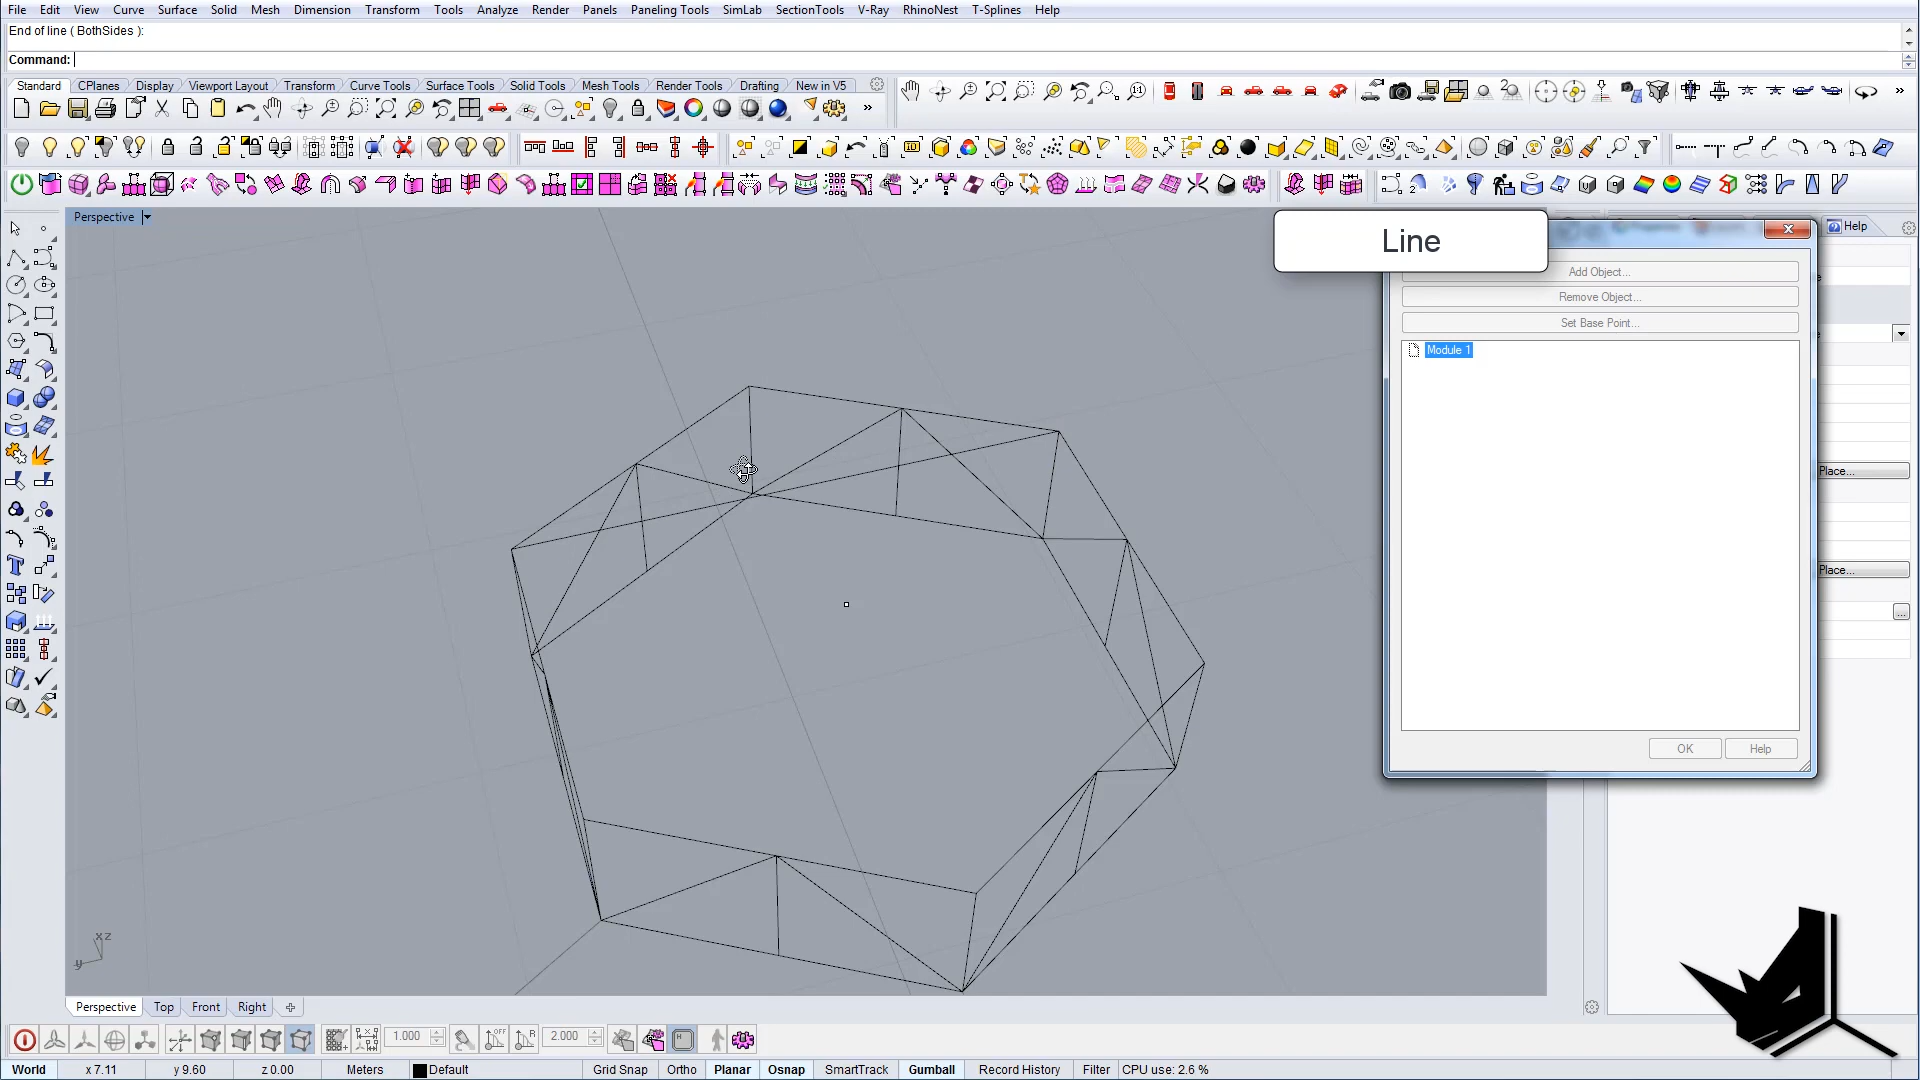 File Edit View Curve Surface Solid Mesh Dimension Transform Tools Analyze Render Panels Paneling Tools SimLab SectionTools V-Ray RhinoNest T-Splines Help
End of line ( BothSides ):
Command:
Standard CPlanes Display Viewport Layout Transform Curve Tools Surface Tools Solid Tools Mesh Tools Render Tools Drafting New in V5
Perspective
Line
Help
Add Object...
Remove Object...
Set Base Point...
Module 1
Place...
Place...
OK Help
xz
y
Perspective Top Front Right
1.000 2.000
World x 7.11 y 9.60 z 0.00 Meters Default Grid Snap Ortho Planar Osnap SmartTrack Gumball Record History Filter CPU use: 2.6 %